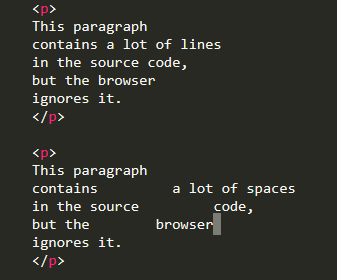 <p>
This paragraph
contains a lot of lines
in the source code,
but the browser
ignores it.
</p>
<p>
This paragraph
contains         a lot of spaces
in the source         code,
but the        browser
ignores it.
</p>